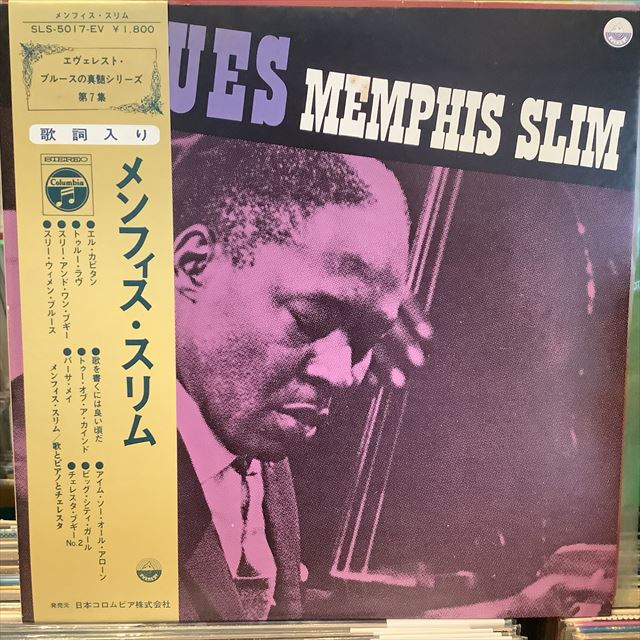 メンフィス・スリム
SLS-5017-EV ¥1,800
エヴェレスト・
ブルースの真髄シリーズ
第7集
歌詞入り
STEREO
Columbia
メンフィス・スリム
●エル・カピタン
●トゥルー・ラヴ
●スリー・アンド・ワン・ブギー
●スリー・ウィメン・ブルース
●歌を書くには良い頃だ
●トゥー・オブ・ア・カインド
●バーサ・メイ
●アイム・ソー・オール・アローン
●ビッグ・シティ・ガール
●チェレスタ・ブギーNo.2
メンフィス・スリム/歌とピアノとチェレスタ
EVEREST
発売元 日本コロムビア株式会社
UES
MEMPHIS SLIM